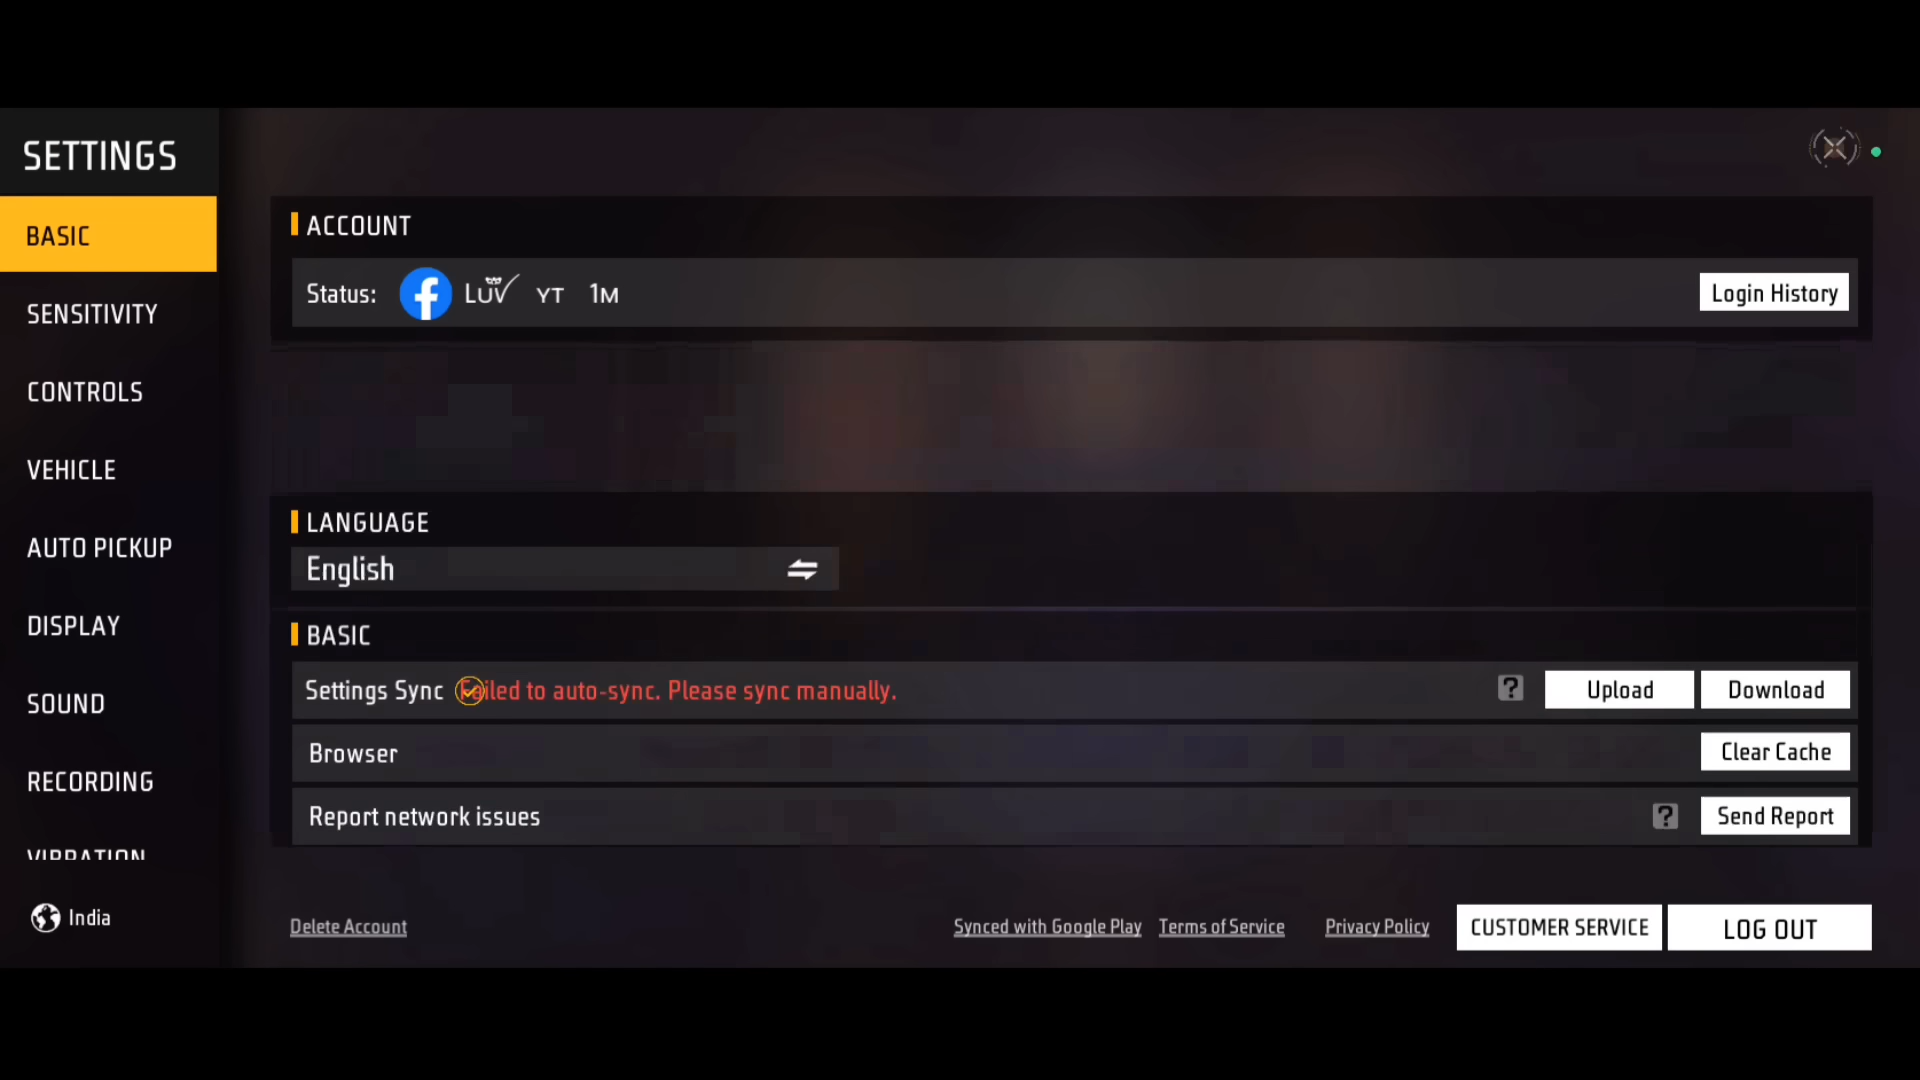 SETTINGS
BASIC
SENSITIVITY
CONTROLS
VEHICLE
AUTO PICKUP
DISPLAY
SOUND
RECORDING
VIBRATION
India
ACCOUNT
Status: LUV YT 1M
Login History
LANGUAGE
English
BASIC
Settings Sync Failed to auto-sync. Please sync manually. ? Upload Download
Browser Clear Cache
Report network issues ? Send Report
Delete Account Synced with Google Play Terms of Service Privacy Policy CUSTOMER SERVICE LOG OUT